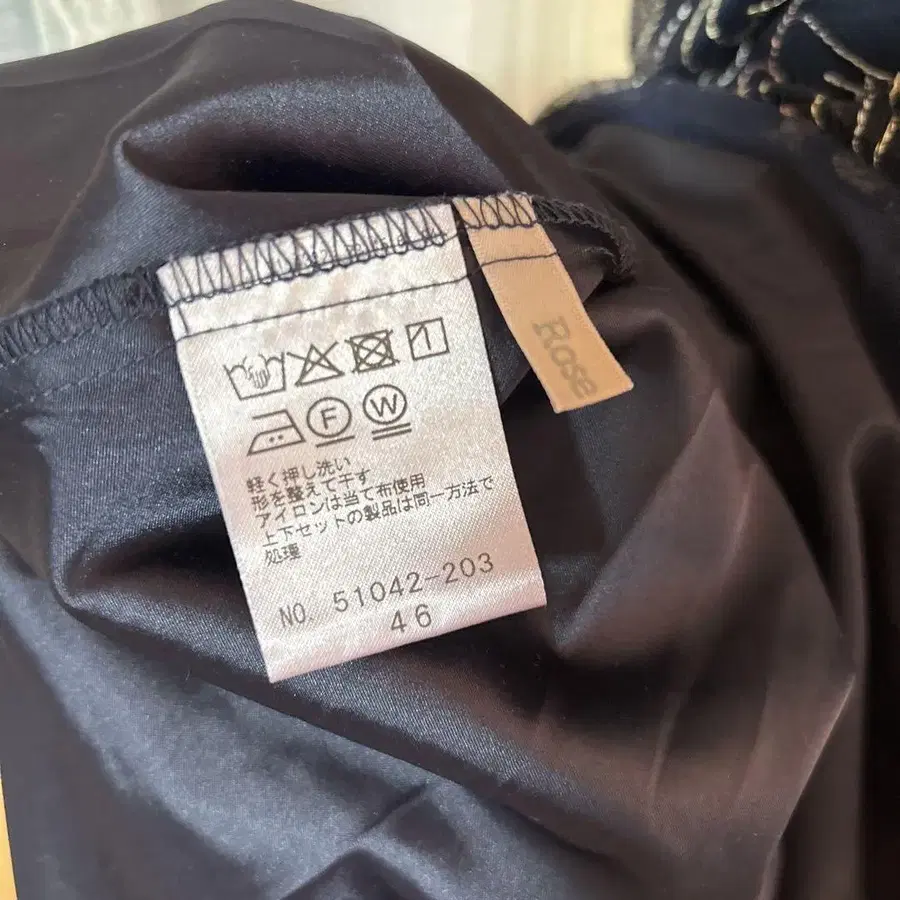 F W
軽く押し洗い
形を整えて干す
アイロンは当て布使用
上下セットの製品は同一方法で
処理
NO. 51042-203
46
Rose